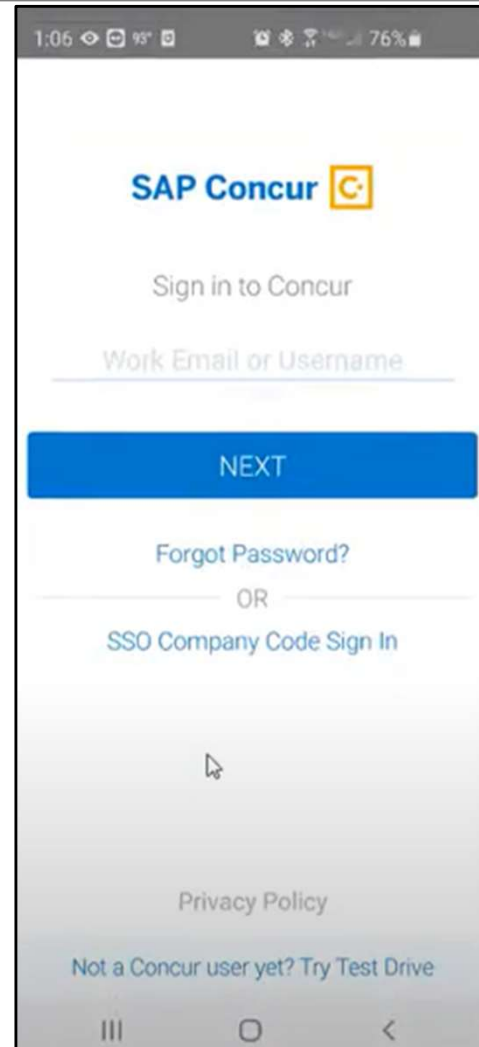 1:06 93° 76%
SAP Concur C
Sign in to Concur
Work Email or Username
NEXT
Forgot Password?
OR
SSO Company Code Sign In
Privacy Policy
Not a Concur user yet? Try Test Drive